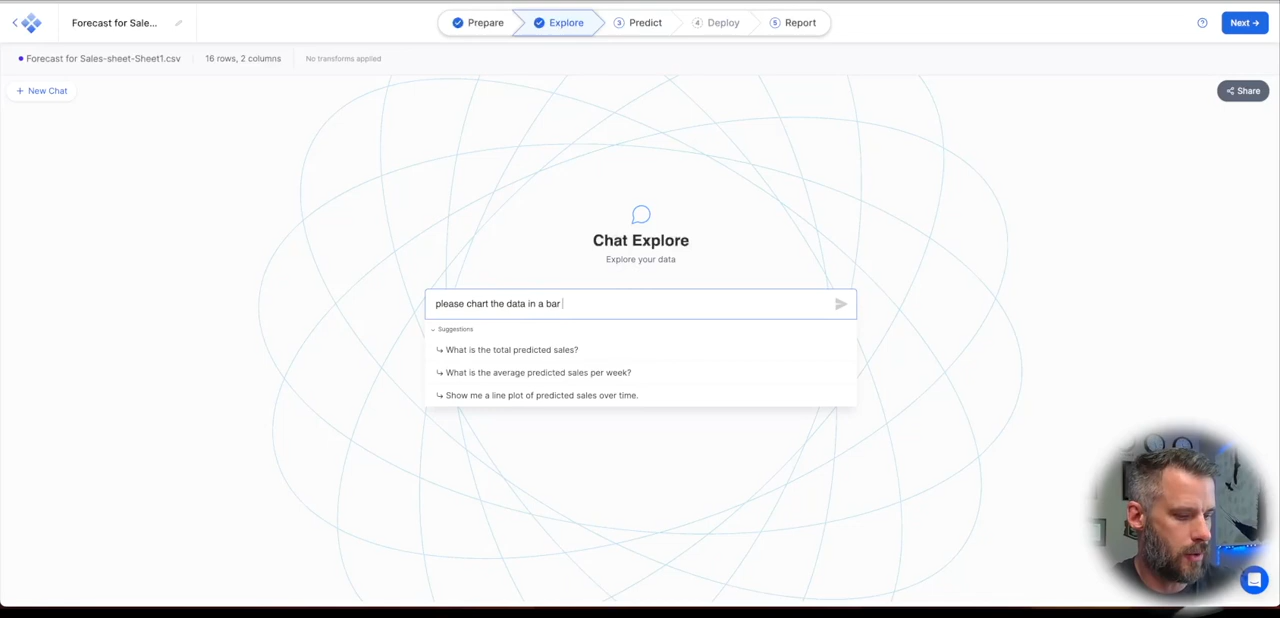 Forecast for Sale...
Prepare
Explore
3 Predict
4 Deploy
5 Report
Next →
Forecast for Sales-sheet-Sheet1.csv
16 rows, 2 columns
No transforms applied
+ New Chat
Share
Chat Explore
Explore your data
please chart the data in a bar
Suggestions
What is the total predicted sales?
What is the average predicted sales per week?
Show me a line plot of predicted sales over time.